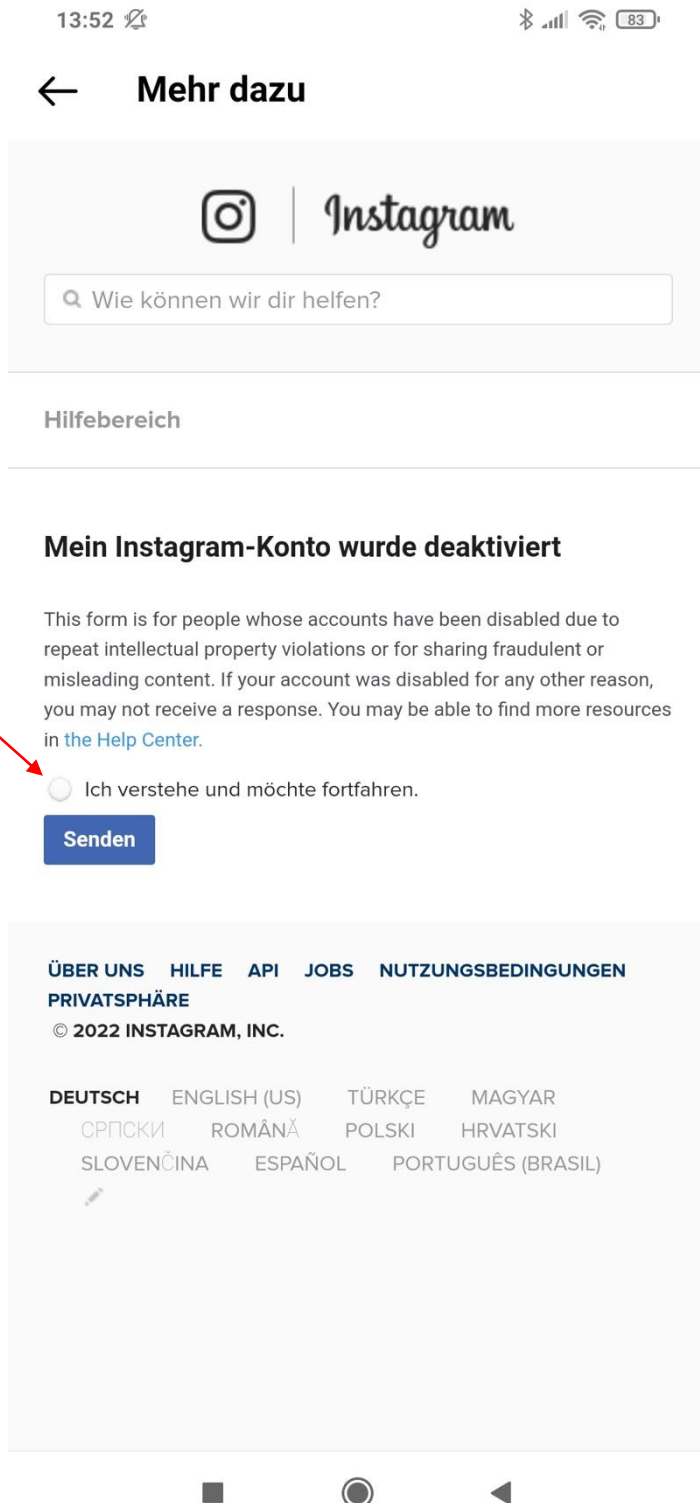 13:52
83
Mehr dazu
Instagram
Wie können wir dir helfen?
Hilfebereich
Mein Instagram-Konto wurde deaktiviert
This form is for people whose accounts have been disabled due to
repeat intellectual property violations or for sharing fraudulent or
misleading content. If your account was disabled for any other reason,
you may not receive a response. You may be able to find more resources
in the Help Center.
Ich verstehe und möchte fortfahren.
Senden
ÜBER UNS HILFE API JOBS NUTZUNGSBEDINGUNGEN
PRIVATSPHÄRE
© 2022 INSTAGRAM, INC.
DEUTSCH ENGLISH (US) TÜRKÇE MAGYAR
СРПСКИ ROMÂNĂ POLSKI HRVATSKI
SLOVENČINA ESPAÑOL PORTUGUÊS (BRASIL)